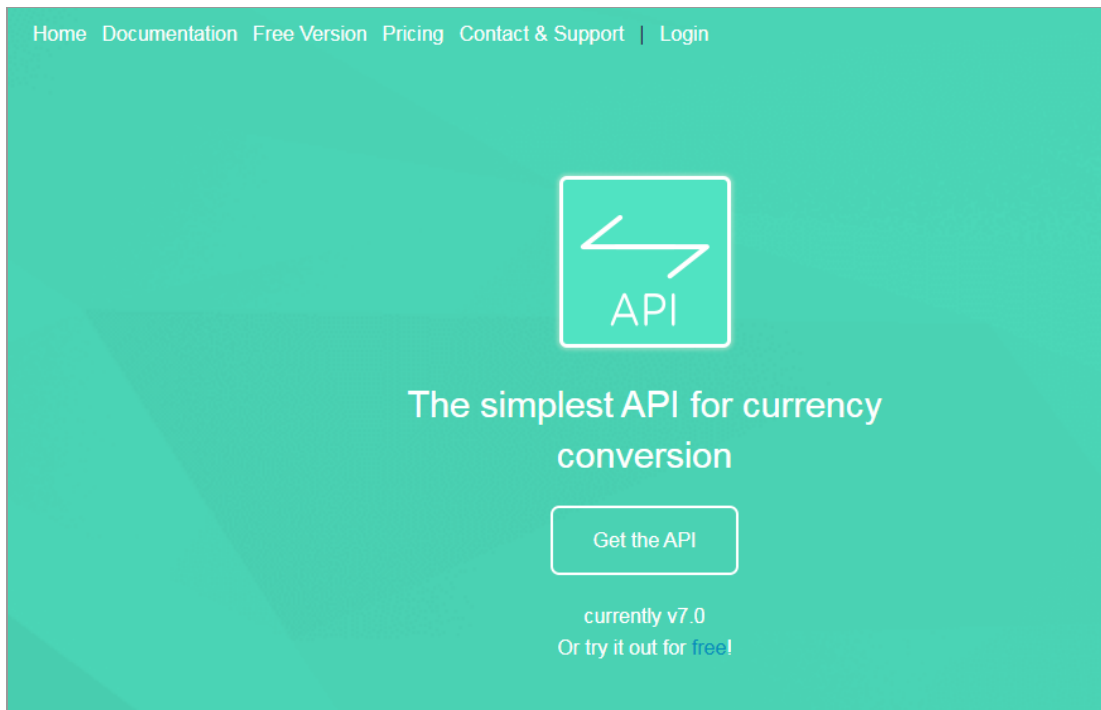 Home Documentation Free Version Pricing Contact & Support | Login
API
The simplest API for currency
conversion
Get the API
currently v7.0
Or try it out for free!